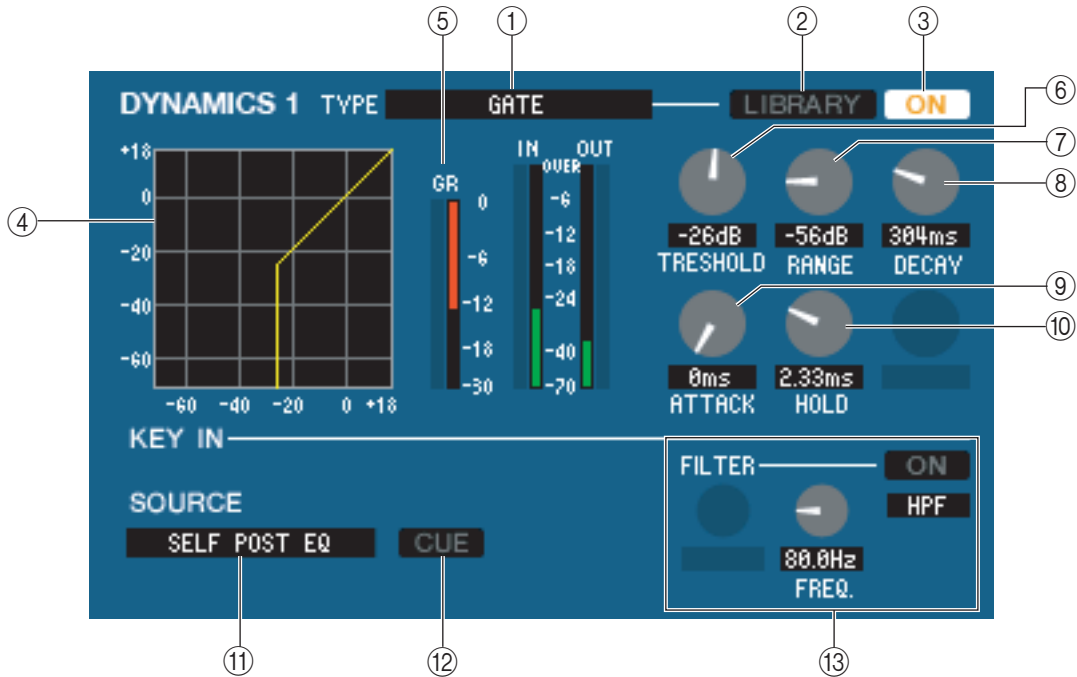 ⑤ ① ② ③
DYNAMICS 1 TYPE GATE LIBRARY ON
⑥
⑦
⑧
④
⑨
⑩
+18
0
-20
-40
-60
-60 -40 -20 0 +18
GR
0
-6
-12
-18
-30
IN OUT
OVER
-6
-12
-18
-24
-40
-70
-26dB -56dB 304ms
TRESHOLD RANGE DECAY
0ms 2.33ms
ATTACK HOLD
KEY IN
SOURCE
SELF POST EQ CUE
FILTER ON
HPF
80.0Hz
FREQ.
⑪ ⑫ ⑬